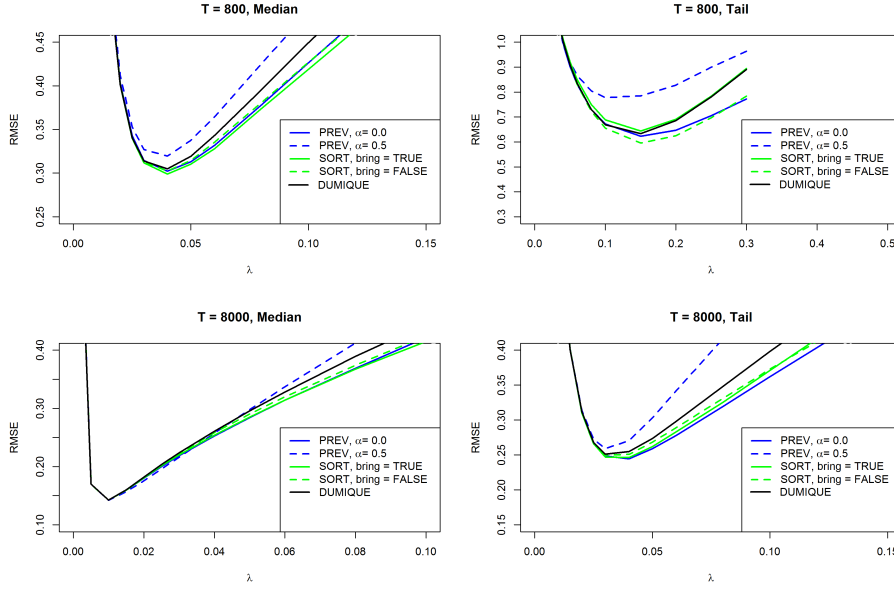 T = 800, Median
RMSE
0.45
0.40
0.35
0.30
0.25
PREV, α= 0.0
PREV, α= 0.5
SORT, bring = TRUE
SORT, bring = FALSE
DUMIQUE
0.00 0.05 0.10 0.15
λ
T = 800, Tail
RMSE
1.0
0.9
0.8
0.7
0.6
0.5
0.4
0.3
PREV, α= 0.0
PREV, α= 0.5
SORT, bring = TRUE
SORT, bring = FALSE
DUMIQUE
0.0 0.1 0.2 0.3 0.4 0.5
λ
T = 8000, Median
RMSE
0.40
0.30
0.20
0.10
PREV, α= 0.0
PREV, α= 0.5
SORT, bring = TRUE
SORT, bring = FALSE
DUMIQUE
0.00 0.02 0.04 0.06 0.08 0.10
λ
T = 8000, Tail
RMSE
0.40
0.35
0.30
0.25
0.20
0.15
PREV, α= 0.0
PREV, α= 0.5
SORT, bring = TRUE
SORT, bring = FALSE
DUMIQUE
0.00 0.05 0.10 0.15
λ